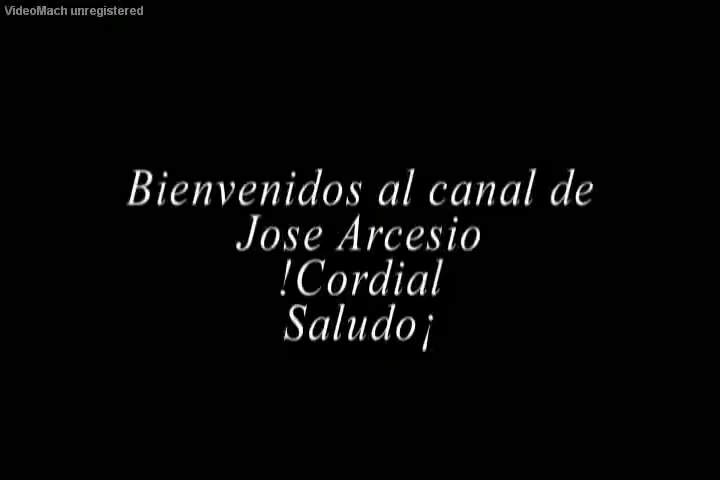 VideoMach unregistered
Bienvenidos al canal de
Jose Arcesio
!Cordial
Saludo¡